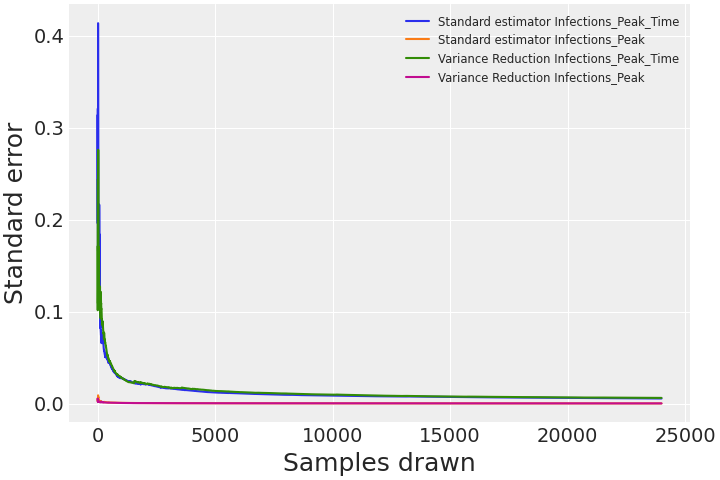 Standard estimator Infections_Peak_Time
Standard estimator Infections_Peak
Variance Reduction Infections_Peak_Time
Variance Reduction Infections_Peak
0.4
0.3
0.2
0.1
0.0
Standard error
0 5000 10000 15000 20000 25000
Samples drawn